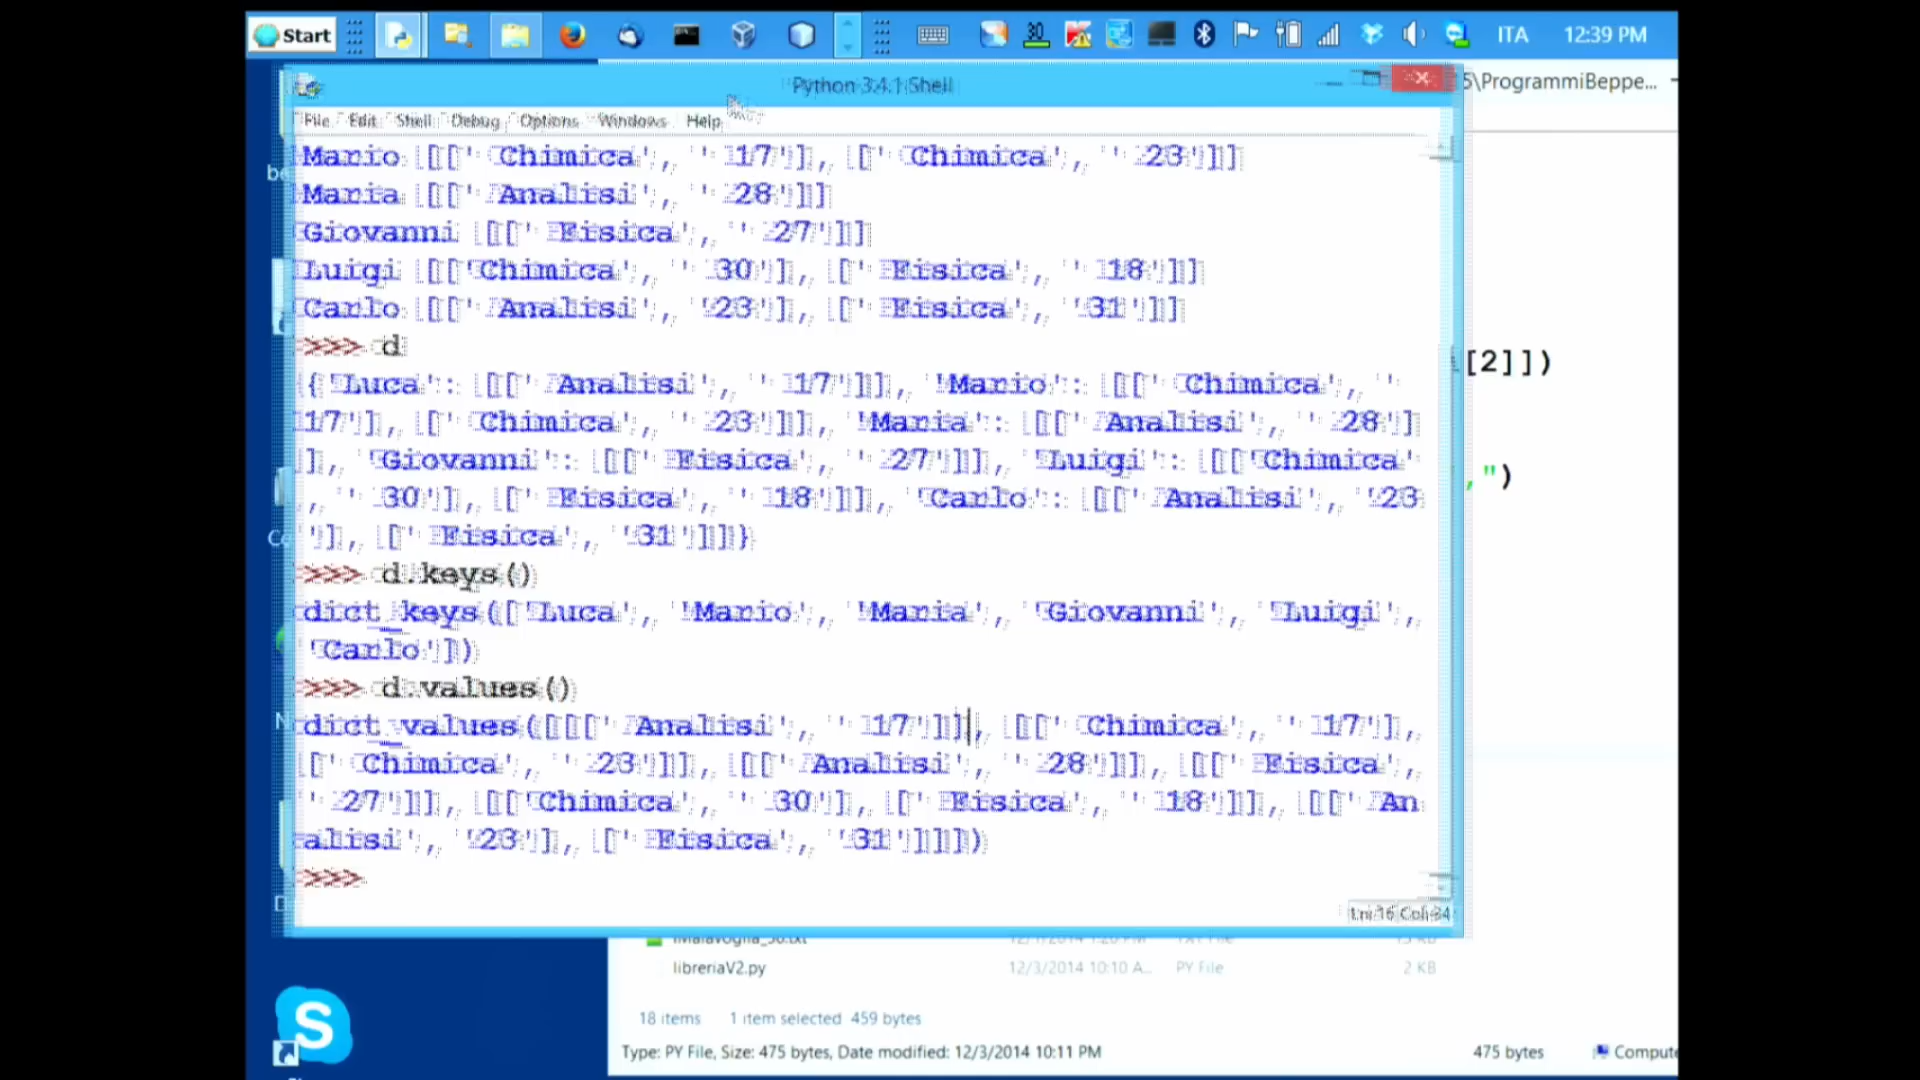 Start
ITA
12:39 PM
Python 3.4.1 Shell
5\ProgrammiBeppe...
File Edit Shell Debug Options Windows Help
Mario [[' Chimica', ' 17'], [' Chimica', ' 23']]
Maria [[' Analisi', ' 28']]
Giovanni [[' Fisica', ' 27']]
Luigi [['Chimica', ' 30'], [' Fisica', ' 18']]
Carlo [[' Analisi', '23'], [' Fisica', '31']]
>>> d
{'Luca': [[' Analisi', ' 17']], 'Mario': [[' Chimica', '
17'], [' Chimica', ' 23']], 'Maria': [[' Analisi', ' 28']
], 'Giovanni': [[' Fisica', ' 27']], 'Luigi': [['Chimica'
, ' 30'], [' Fisica', ' 18']], 'Carlo': [[' Analisi', '23
'], [' Fisica', '31']]}
>>> d.keys()
dict_keys(['Luca', 'Mario', 'Maria', 'Giovanni', 'Luigi',
'Carlo'])
>>> d.values()
dict_values([[[' Analisi', ' 17']], [[' Chimica', ' 17'],
[' Chimica', ' 23']], [[' Analisi', ' 28']], [[' Fisica',
' 27']], [['Chimica', ' 30'], [' Fisica', ' 18']], [[' An
alisi', '23'], [' Fisica', '31']]])
>>>
Ln: 16 Col: 34
[2]])
,")
libreriaV2.py 12/3/2014 10:10 A... PY File 2 KB
18 items 1 item selected 459 bytes
Type: PY File, Size: 475 bytes, Date modified: 12/3/2014 10:11 PM 475 bytes Compute